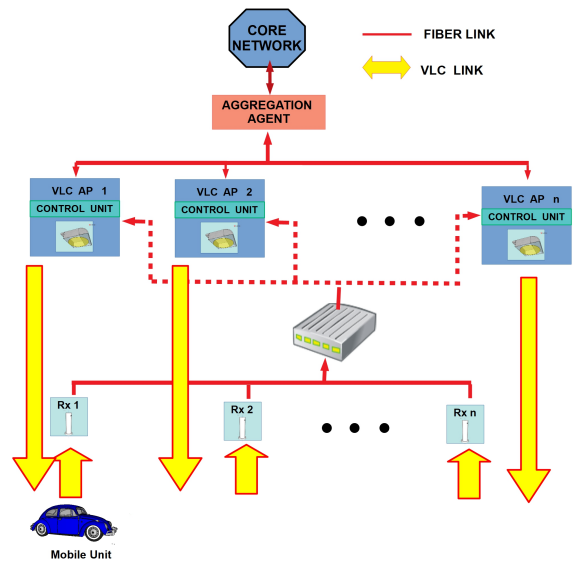 CORE
NETWORK
FIBER LINK
VLC LINK
AGGREGATION
AGENT
VLC AP 1
CONTROL UNIT
VLC AP 2
CONTROL UNIT
VLC AP n
CONTROL UNIT
Rx 1
Rx 2
Rx n
Mobile Unit